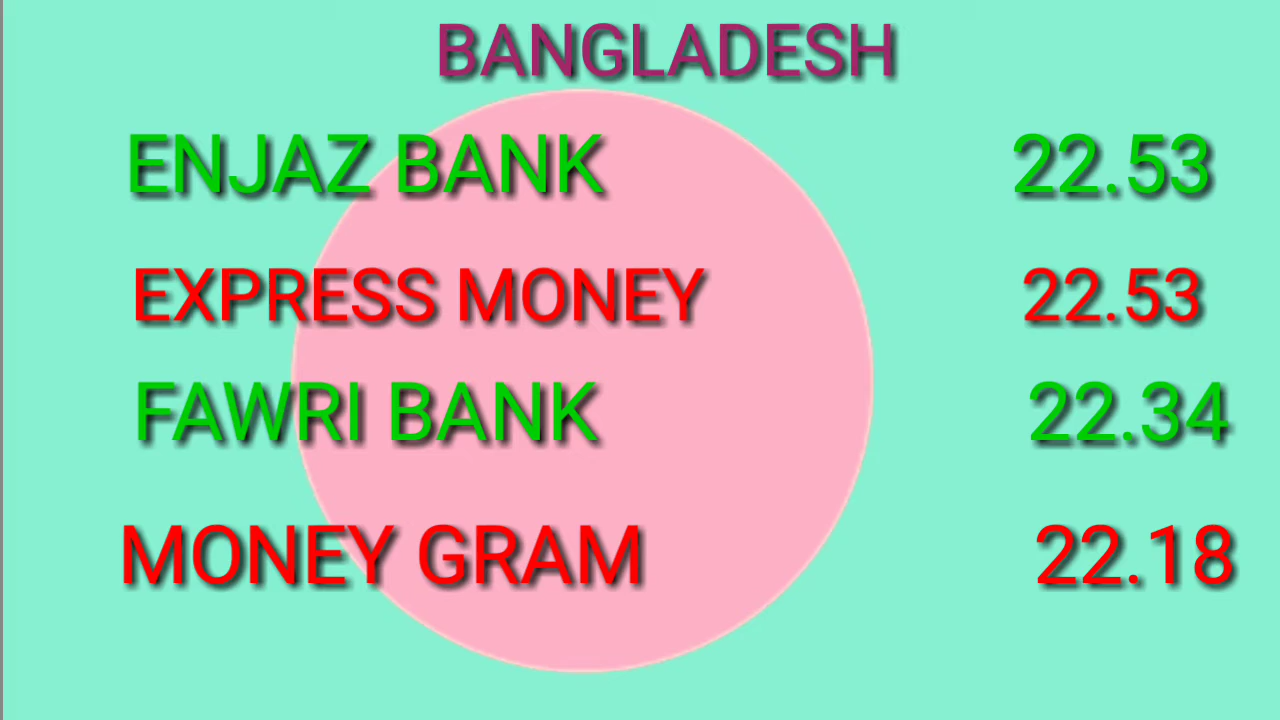 BANGLADESH
ENJAZ BANK 22.53
EXPRESS MONEY 22.53
FAWRI BANK 22.34
MONEY GRAM 22.18